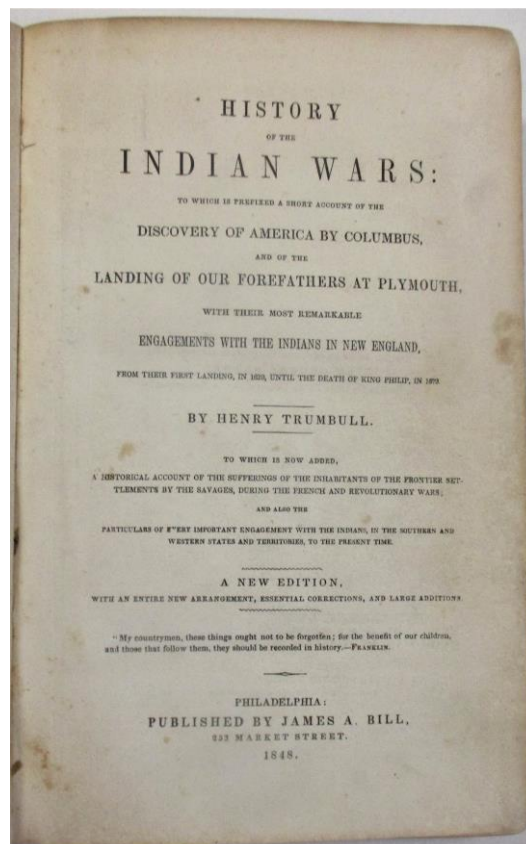 HISTORY
OF THE
INDIAN WARS:
TO WHICH IS PREFIXED A SHORT ACCOUNT OF THE
DISCOVERY OF AMERICA BY COLUMBUS,
AND OF THE
LANDING OF OUR FOREFATHERS AT PLYMOUTH,
WITH THEIR MOST REMARKABLE
ENGAGEMENTS WITH THE INDIANS IN NEW ENGLAND,
FROM THEIR FIRST LANDING, IN 1620, UNTIL THE DEATH OF KING PHILIP, IN 1679.
BY HENRY TRUMBULL.
TO WHICH IS NOW ADDED,
A HISTORICAL ACCOUNT OF THE SUFFERINGS OF THE INHABITANTS OF THE FRONTIER SET-
TLEMENTS BY THE SAVAGES, DURING THE FRENCH AND REVOLUTIONARY WARS;
AND ALSO THE
PARTICULARS OF EVERY IMPORTANT ENGAGEMENT WITH THE INDIANS, IN THE SOUTHERN AND
WESTERN STATES AND TERRITORIES, TO THE PRESENT TIME.
A NEW EDITION,
WITH AN ENTIRE NEW ARRANGEMENT, ESSENTIAL CORRECTIONS, AND LARGE ADDITIONS.
"My countrymen, these things ought not to be forgotten; for the benefit of our children,
and those that follow them, they should be recorded in history.—FRANKLIN.
PHILADELPHIA:
PUBLISHED BY JAMES A. BILL,
252 MARKET STREET.
1848.